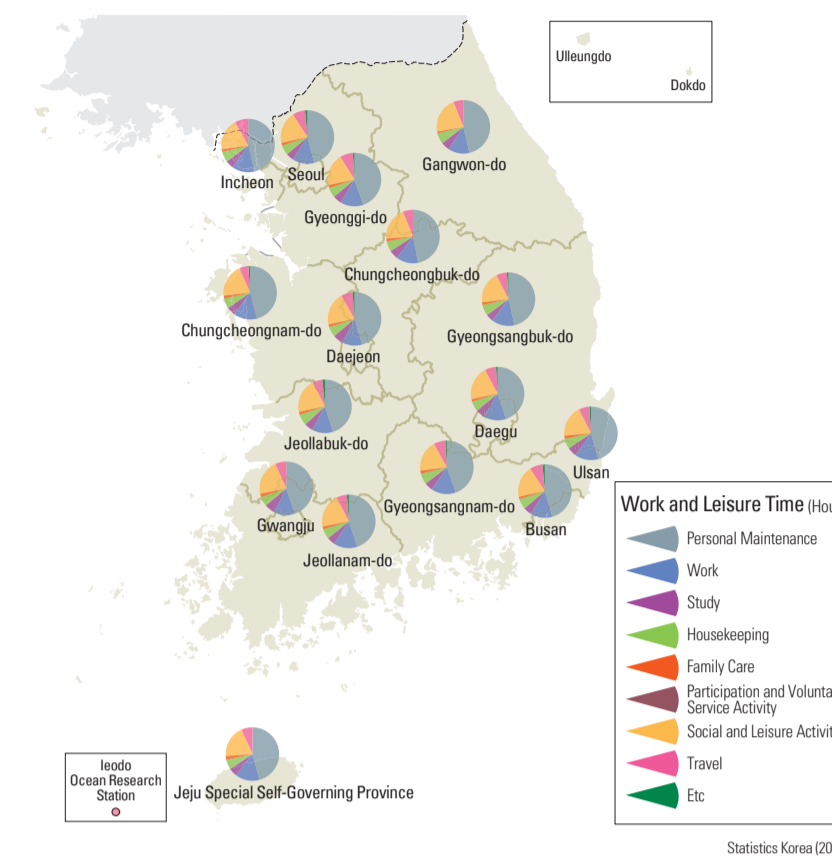 Ulleungdo
Dokdo
Gangwon-do
Incheon
Seoul
Gyeonggi-do
Chungcheongbuk-do
Chungcheongnam-do
Gyeongsangbuk-do
Daejeon
Daegu
Jeollabuk-do
Ulsan
Gyeongsangnam-do
Gwangju
Busan
Jeollanam-do
Work and Leisure Time (Hou
Personal Maintenance
Work
Study
Housekeeping
Family Care
Participation and Volunta
Service Activity
Social and Leisure Activit
Travel
Etc
Ieodo
Ocean Research
Station
Jeju Special Self-Governing Province
Statistics Korea (20